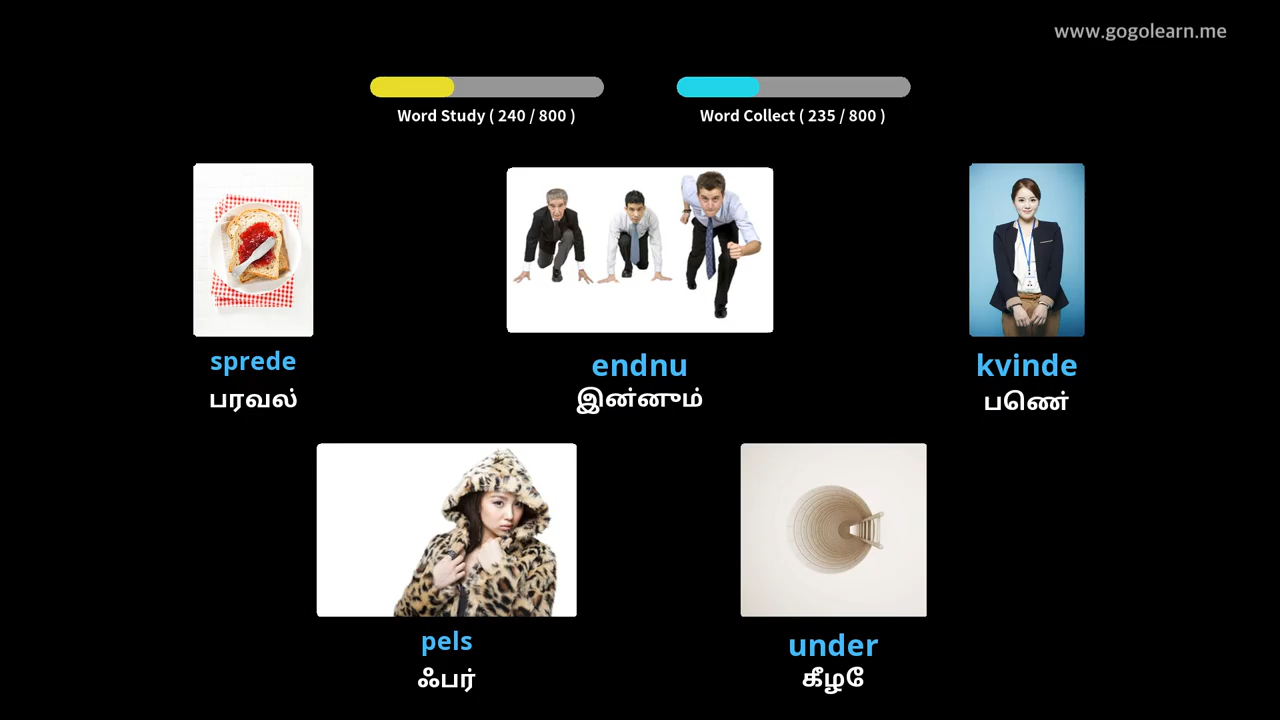 www.gogolearn.me
Word Study ( 240 / 800 )
Word Collect ( 235 / 800 )
sprede
endnu
kvinde
பரவல்
இன்னும்
பெண்
pels
under
ஃபர்
கீழே